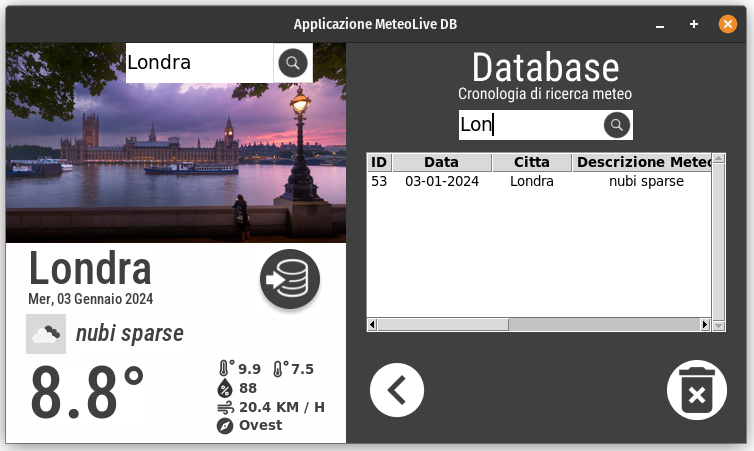 Applicazione MeteoLive DB
Londra
Londra
Mer, 03 Gennaio 2024
nubi sparse
8.8°
9.9 7.5
88
20.4 KM / H
Ovest
Database
Cronologia di ricerca meteo
Lon
ID Data Citta Descrizione Meteo
53 03-01-2024 Londra nubi sparse